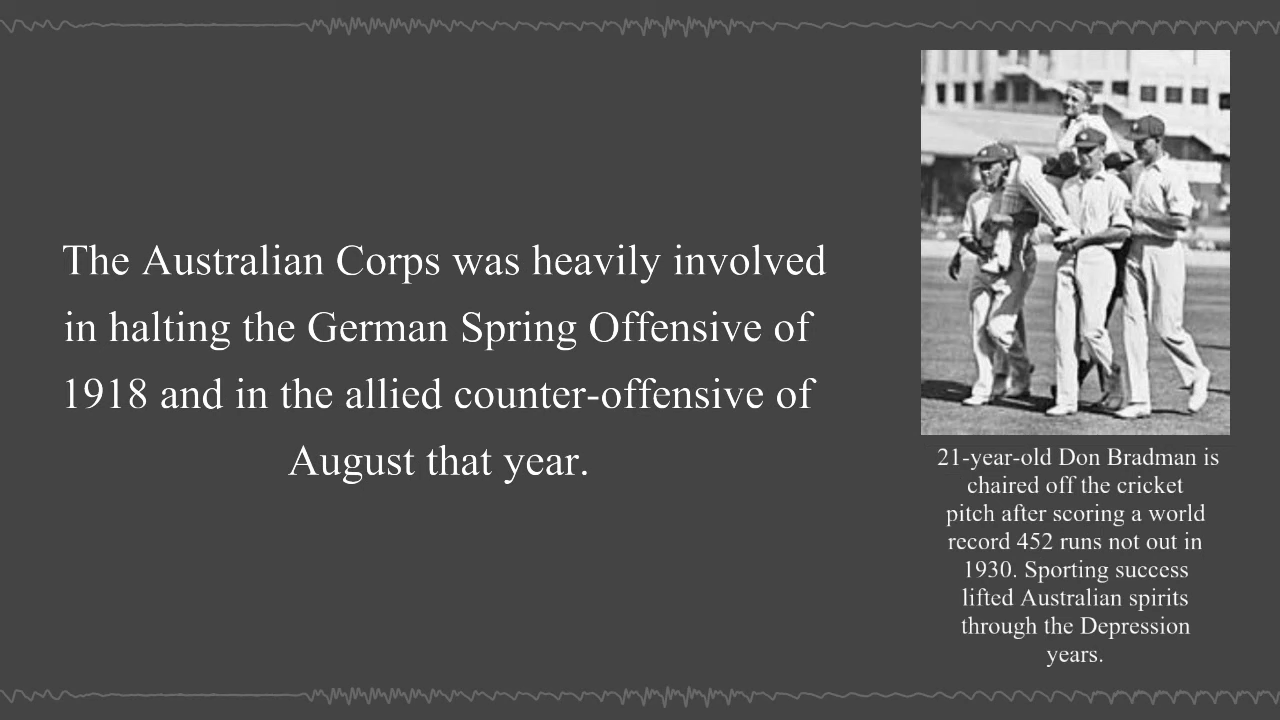 The Australian Corps was heavily involved
in halting the German Spring Offensive of
1918 and in the allied counter-offensive of
August that year.
21-year-old Don Bradman is
chaired off the cricket
pitch after scoring a world
record 452 runs not out in
1930. Sporting success
lifted Australian spirits
through the Depression
years.